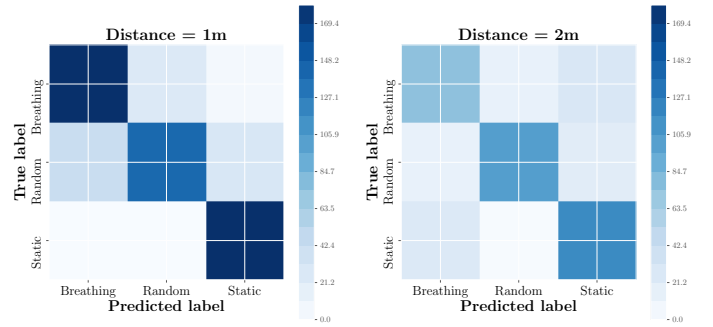 Distance = 1m
True label
Breathing
Random
Static
Breathing Random Static
Predicted label
169.4
148.2
127.1
105.9
84.7
63.5
42.4
21.2
0.0
Distance = 2m
True label
Breathing
Random
Static
Breathing Random Static
Predicted label
169.4
148.2
127.1
105.9
84.7
63.5
42.4
21.2
0.0